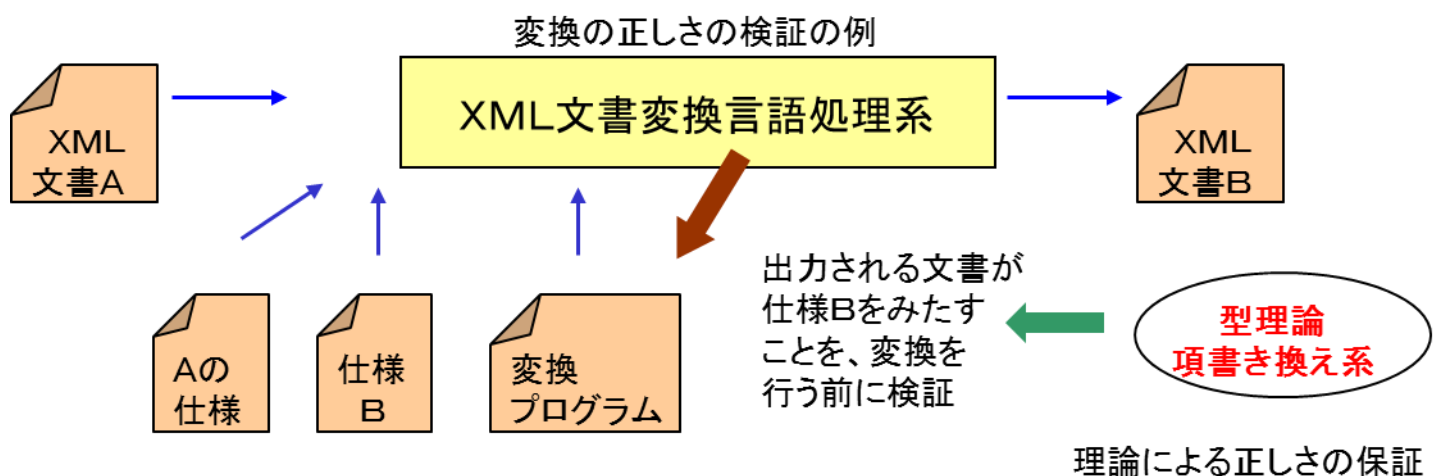 変換の正しさの検証の例
XML文書変換言語処理系
XML
文書A
XML
文書B
Aの
仕様
仕様
B
変換
プログラム
出力される文書が
仕様Bをみたす
ことを、変換を
行う前に検証
型理論
項書き換え系
理論による正しさの保証